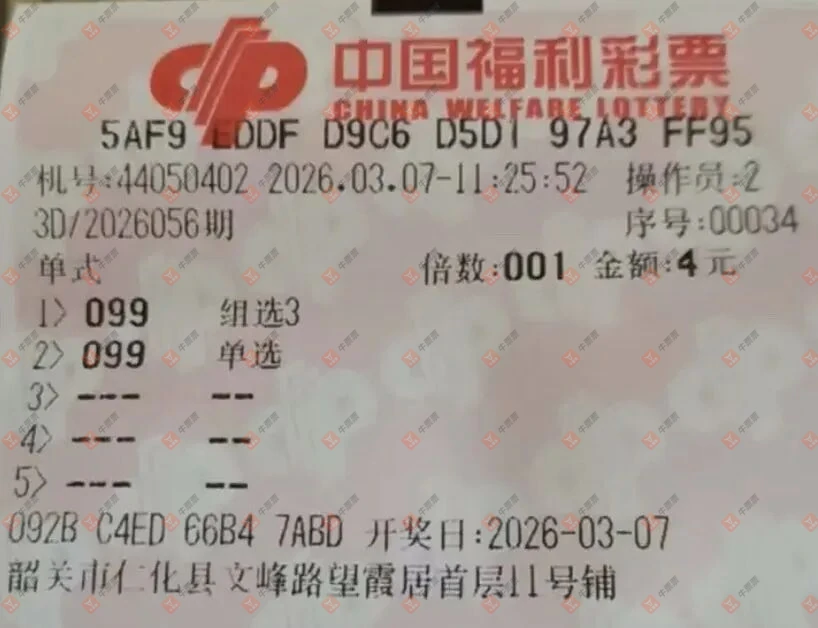 中国福利彩票
CHINA WELFARE LOTTERY
5AF9 EDDF D9C6 D5D1 97A3 FF95
机号:44050402 2026.03.07-11:25:52 操作员:2
3D/2026056期 序号:00034
单式 倍数:001 金额:4元
1> 099 组选3
2> 099 单选
3> --- --
4> --- --
5> --- --
092B C4ED 66B4 7ABD 开奖日:2026-03-07
韶关市仁化县文峰路望霞居首层11号铺